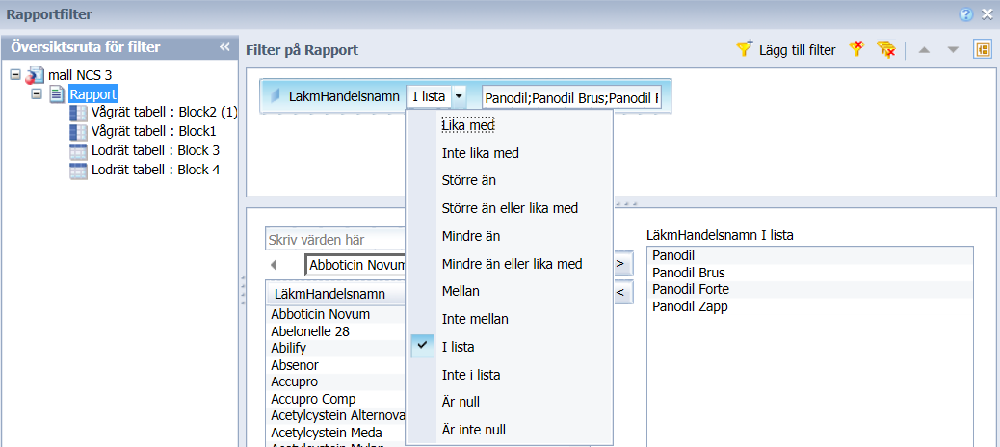 Rapportfilter
Översiktsruta för filter
mall NCS 3
Rapport
Vågrät tabell : Block2 (1)
Vågrät tabell : Block1
Lodrät tabell : Block 3
Lodrät tabell : Block 4
Filter på Rapport
Lägg till filter
LäkmHandelsnamn I lista Panodil;Panodil Brus;Panodil
Lika med
Inte lika med
Större än
Större än eller lika med
Mindre än
Mindre än eller lika med
Mellan
Inte mellan
I lista
Inte i lista
Är null
Är inte null
Skriv värden här
Abboticin Novum
LäkmHandelsnamn
Abboticin Novum
Abelonelle 28
Abilify
Absenor
Accupro
Accupro Comp
Acetylcystein Alternova
Acetylcystein Meda
Acetylcystein Mylan
>
<
LäkmHandelsnamn I lista
Panodil
Panodil Brus
Panodil Forte
Panodil Zapp